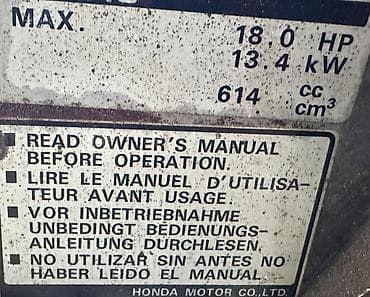 MAX.
18.0 HP
13.4 kW
614 cc
cm³
■ READ OWNER'S MANUAL
BEFORE OPERATION.
■ LIRE LE MANUEL D'UTILISA-
TEUR AVANT USAGE.
■ VOR INBETRIEBNAHME
UNBEDINGT BEDIENUNGS-
ANLEITUNG DURCHLESEN.
■ NO UTILIZAR SIN ANTES NO
HABER LEIDO EL MANUAL.
HONDA MOTOR CO.,LTD.